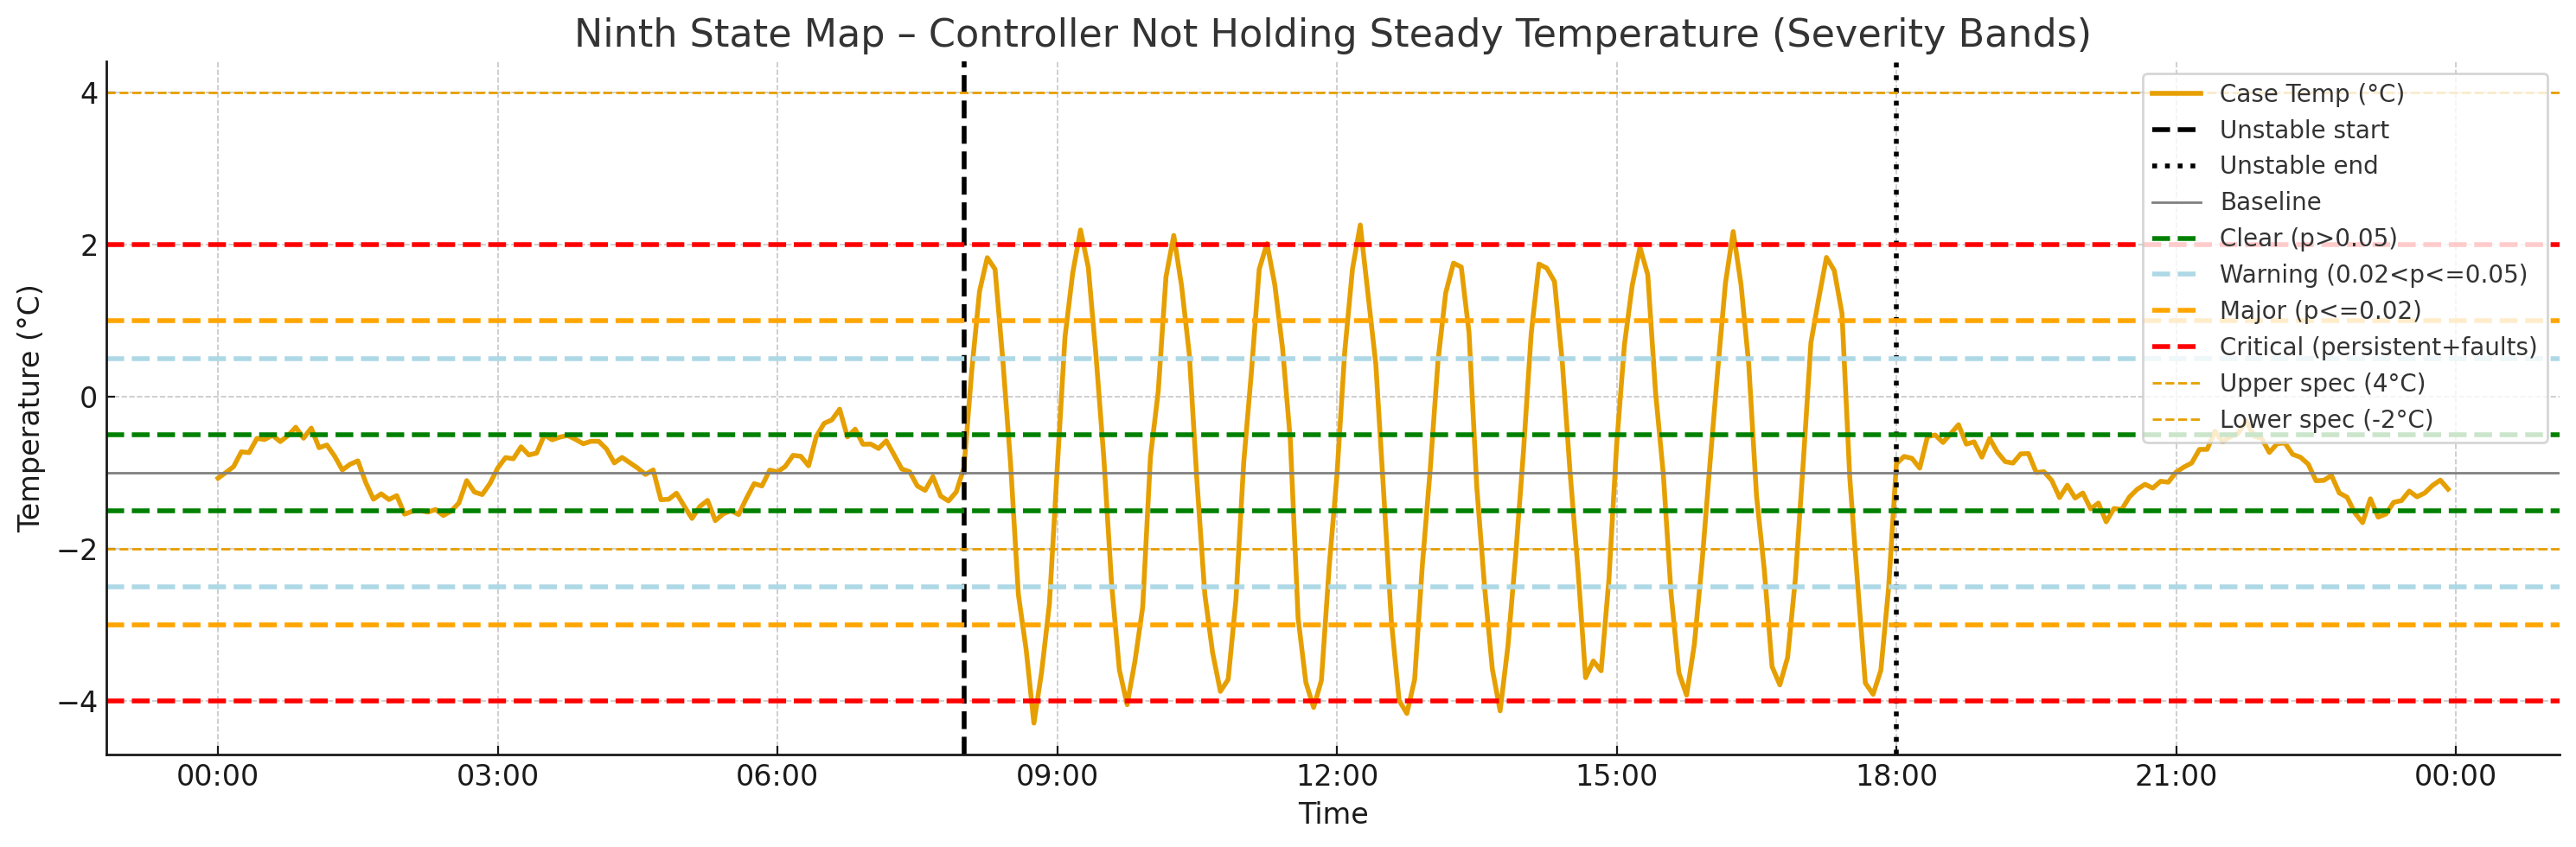 Ninth State Map – Controller Not Holding Steady Temperature (Severity Bands)
Temperature (°C)
4
2
0
−2
−4
Case Temp (°C)
Unstable start
Unstable end
Baseline
Clear (p>0.05)
Warning (0.02<p<=0.05)
Major (p<=0.02)
Critical (persistent+faults)
Upper spec (4°C)
Lower spec (-2°C)
00:00 03:00 06:00 09:00 12:00 15:00 18:00 21:00 00:00
Time